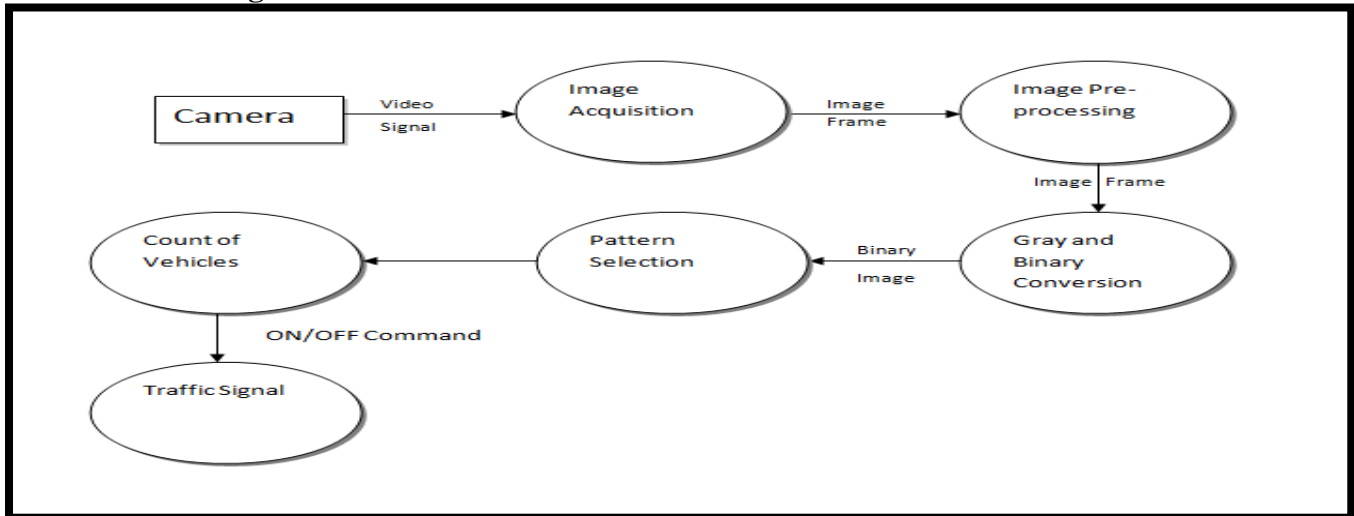 Camera
Video
Signal
Image
Acquisition
Image
Frame
Image Pre-
processing
Image Frame
Gray and
Binary
Conversion
Binary
Image
Pattern
Selection
Count of
Vehicles
ON/OFF Command
Traffic Signal